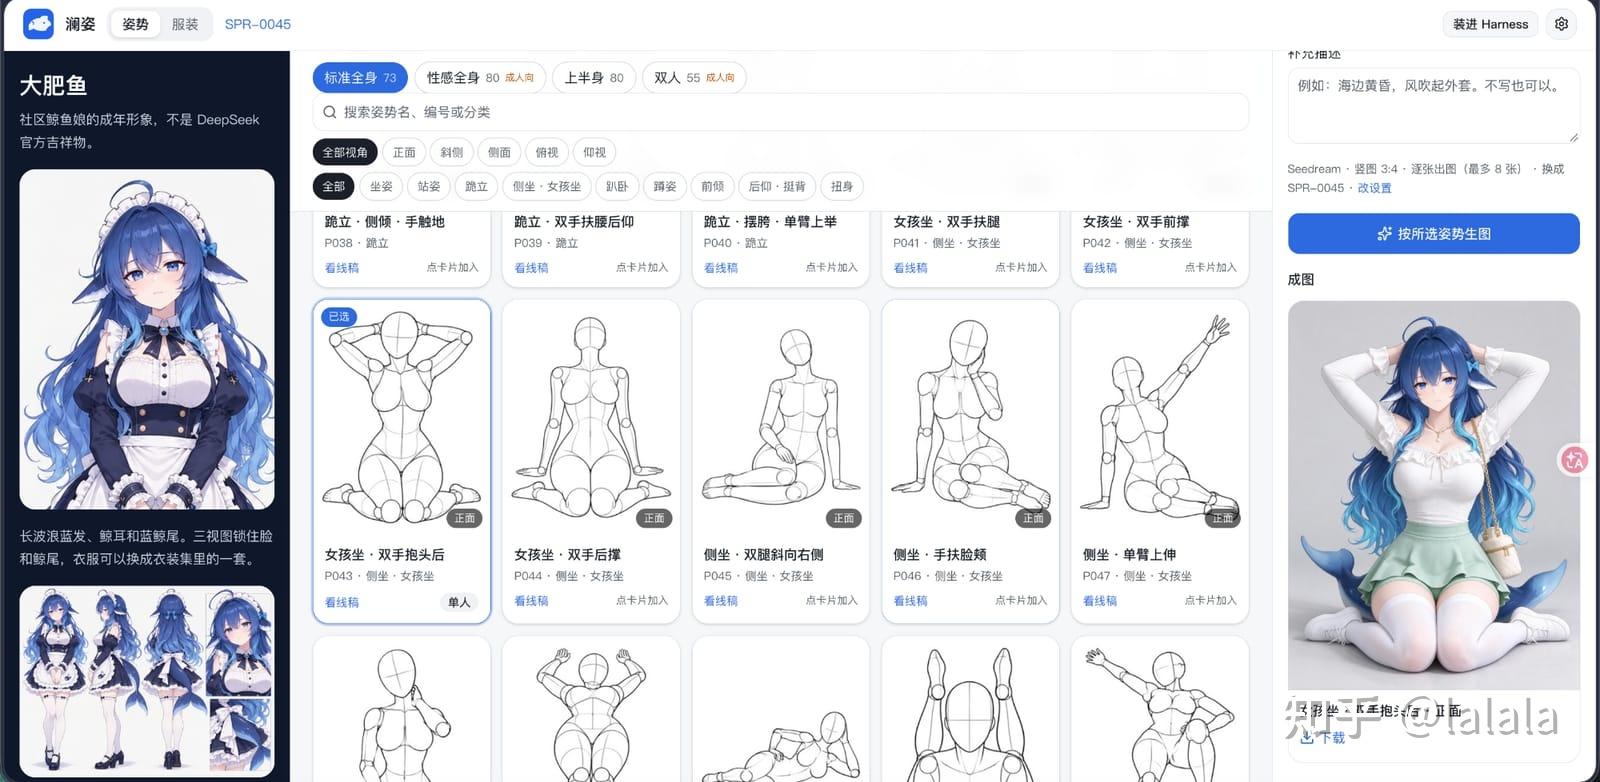 澜姿
姿势
服装
SPR-0045
装进 Harness
大肥鱼
社区鲸鱼娘的成年形象，不是 DeepSeek
官方吉祥物。
长波浪蓝发、鲸耳和蓝鲸尾。三视图锁住脸
和鲸尾，衣服可以换成衣装集里的一套。
标准全身 73
性感全身 80 成人向
上半身 80
双人 55 成人向
搜索姿势名、编号或分类
全部视角
正面
斜侧
侧面
俯视
仰视
全部
坐姿
站姿
跪立
侧坐 · 女孩坐
趴卧
蹲姿
前倾
后仰 · 挺背
扭身
跪立 · 侧倾 · 手触地
P038 · 跪立
看线稿
点卡片加入
跪立 · 双手扶腰后仰
P039 · 跪立
看线稿
点卡片加入
跪立 · 摆胯 · 单臂上举
P040 · 跪立
看线稿
点卡片加入
女孩坐 · 双手扶腿
P041 · 侧坐 · 女孩坐
看线稿
点卡片加入
女孩坐 · 双手前撑
P042 · 侧坐 · 女孩坐
看线稿
点卡片加入
已选
正面
女孩坐 · 双手抱头后
P043 · 侧坐 · 女孩坐
看线稿
单人
正面
女孩坐 · 双手后撑
P044 · 侧坐 · 女孩坐
看线稿
点卡片加入
正面
侧坐 · 双腿斜向右侧
P045 · 侧坐 · 女孩坐
看线稿
点卡片加入
正面
侧坐 · 手扶脸颊
P046 · 侧坐 · 女孩坐
看线稿
点卡片加入
正面
侧坐 · 单臂上伸
P047 · 侧坐 · 女孩坐
看线稿
点卡片加入
补充描述
例如：海边黄昏，风吹起外套。不写也可以。
Seedream · 竖图 3:4 · 逐张出图（最多 8 张） · 换成
SPR-0045 · 改设置
按所选姿势生图
成图
女孩坐 · 双手抱头后 · 正面
下载
知乎 @lalala